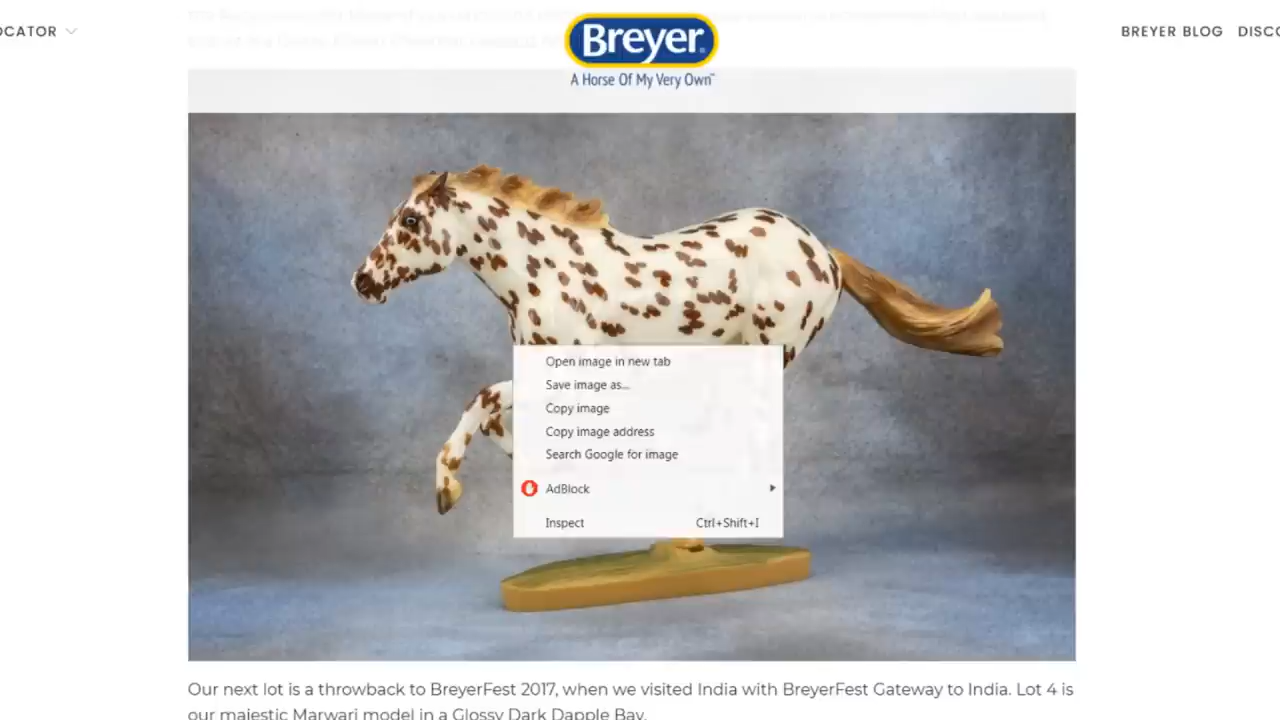 OCATOR
Breyer®
A Horse Of My Very Own™
BREYER BLOG
DISCO
Open image in new tab
Save image as...
Copy image
Copy image address
Search Google for image
AdBlock
Inspect Ctrl+Shift+I
Our next lot is a throwback to BreyerFest 2017, when we visited India with BreyerFest Gateway to India. Lot 4 is
our majestic Marwari model in a Glossy Dark Dapple Bay.